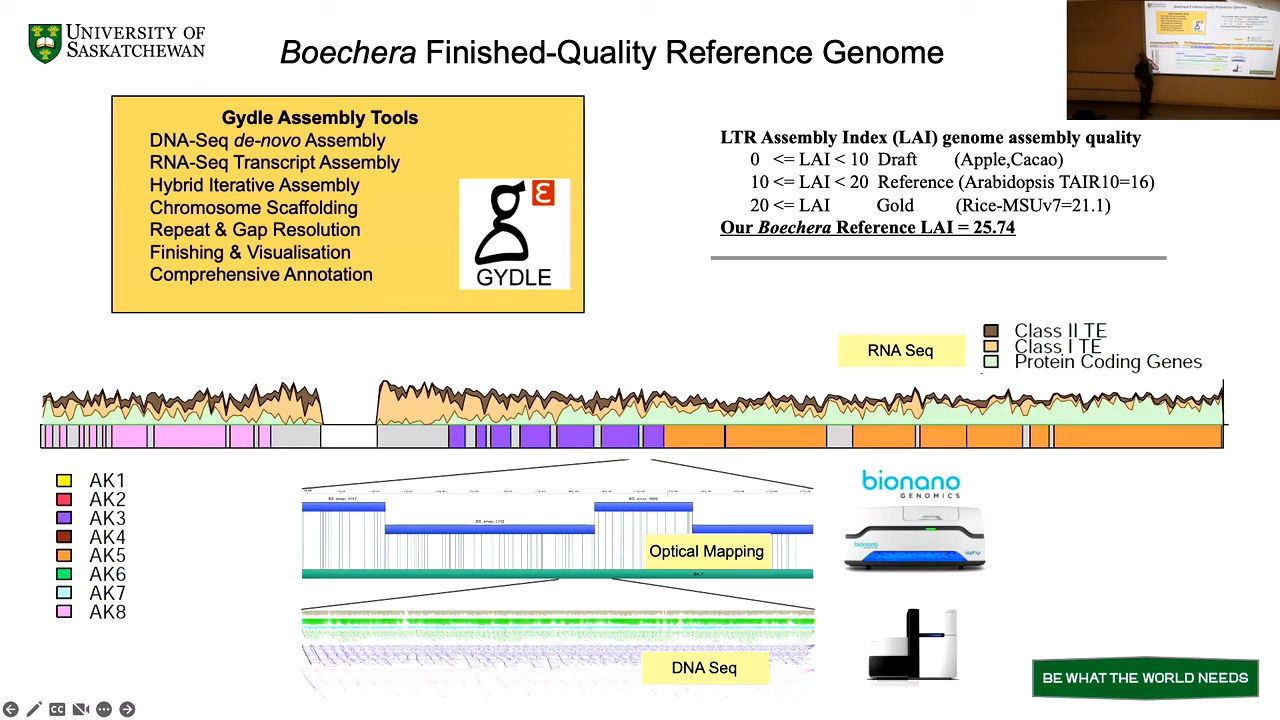 UNIVERSITY OF
SASKATCHEWAN
Boechera Finished-Quality Reference Genome
Gydle Assembly Tools
DNA-Seq de-novo Assembly
RNA-Seq Transcript Assembly
Hybrid Iterative Assembly
Chromosome Scaffolding
Repeat & Gap Resolution
Finishing & Visualisation
Comprehensive Annotation
GYDLE
LTR Assembly Index (LAI) genome assembly quality
0 <= LAI < 10 Draft (Apple,Cacao)
10 <= LAI < 20 Reference (Arabidopsis TAIR10=16)
20 <= LAI Gold (Rice-MSUv7=21.1)
Our Boechera Reference LAI = 25.74
RNA Seq
Class II TE
Class I TE
Protein Coding Genes
AK1
AK2
AK3
AK4
AK5
AK6
AK7
AK8
Optical Mapping
DNA Seq
bionano
GENOMICS
bionano
BE WHAT THE WORLD NEEDS
CC